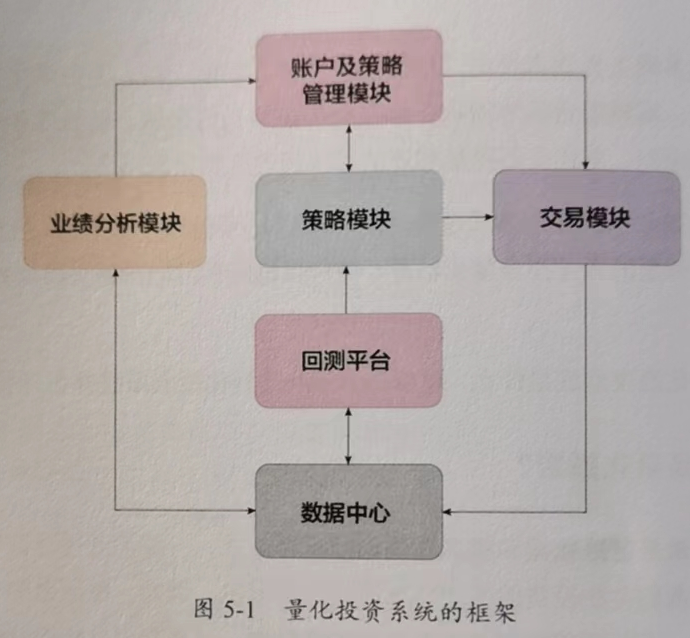 账户及策略
管理模块
业绩分析模块
策略模块
交易模块
回测平台
数据中心
图 5-1 量化投资系统的框架